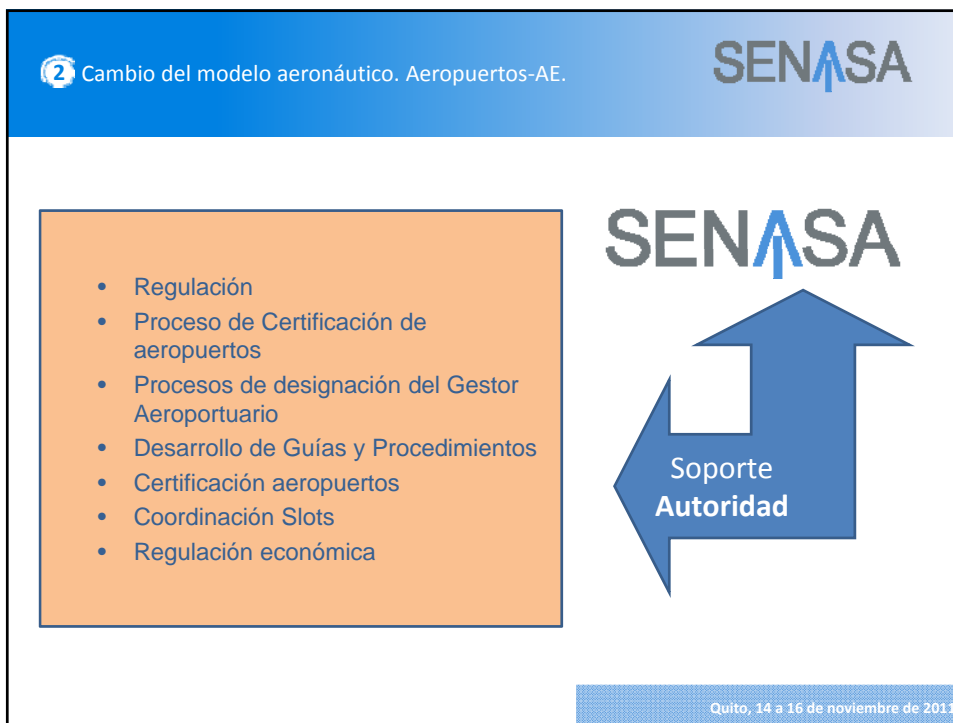 2 Cambio del modelo aeronáutico. Aeropuertos-AE.
SENASA
SENASA
• Regulación
• Proceso de Certificación de
aeropuertos
• Procesos de designación del Gestor
Aeroportuario
• Desarrollo de Guías y Procedimientos
• Certificación aeropuertos
• Coordinación Slots
• Regulación económica
Soporte
Autoridad
Quito, 14 a 16 de noviembre de 2011